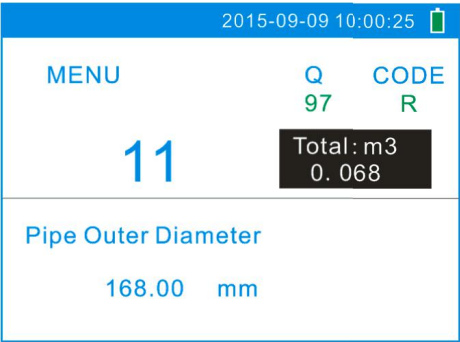 2015-09-09 10:00:25
MENU Q CODE
97 R
11
Total: m3
0. 068
Pipe Outer Diameter
168.00 mm